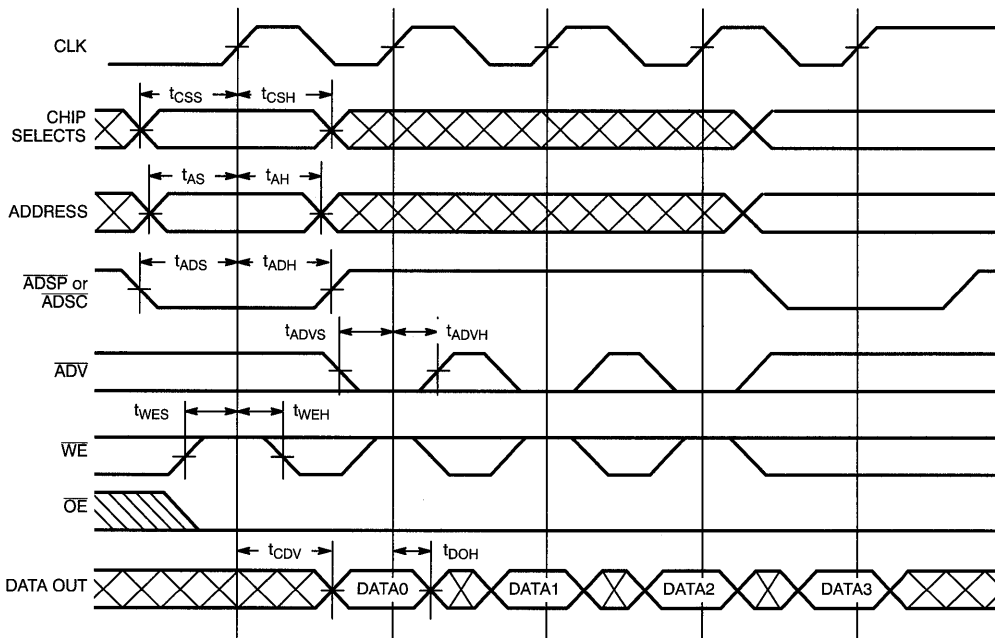 CLK
tCSS tCSH
CHIP
SELECTS
tAS tAH
ADDRESS
tADS tADH
ADSP or
ADSC
tADVS tADVH
ADV
tWES tWEH
WE
OE
tCDV tDOH
DATA OUT DATA0 DATA1 DATA2 DATA3